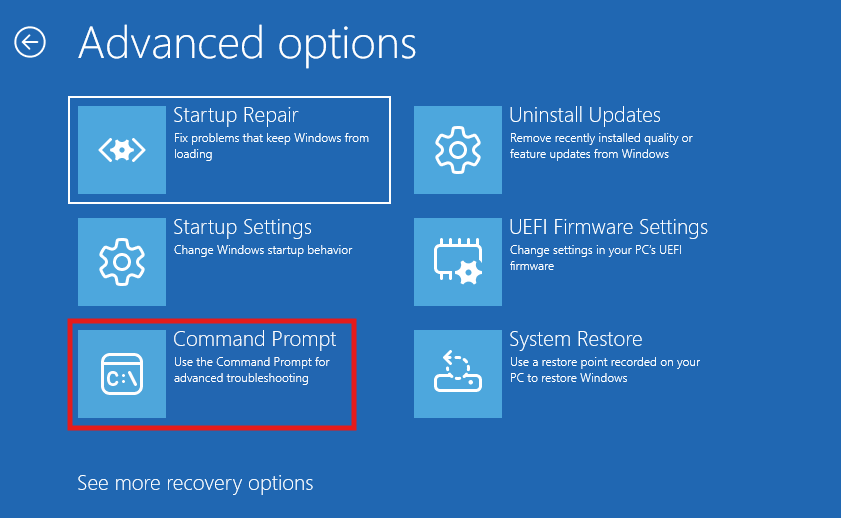 Advanced options
Startup Repair
Fix problems that keep Windows from
loading
Uninstall Updates
Remove recently installed quality or
feature updates from Windows
Startup Settings
Change Windows startup behavior
UEFI Firmware Settings
Change settings in your PC's UEFI
firmware
C:\
Command Prompt
Use the Command Prompt for
advanced troubleshooting
System Restore
Use a restore point recorded on your
PC to restore Windows
See more recovery options